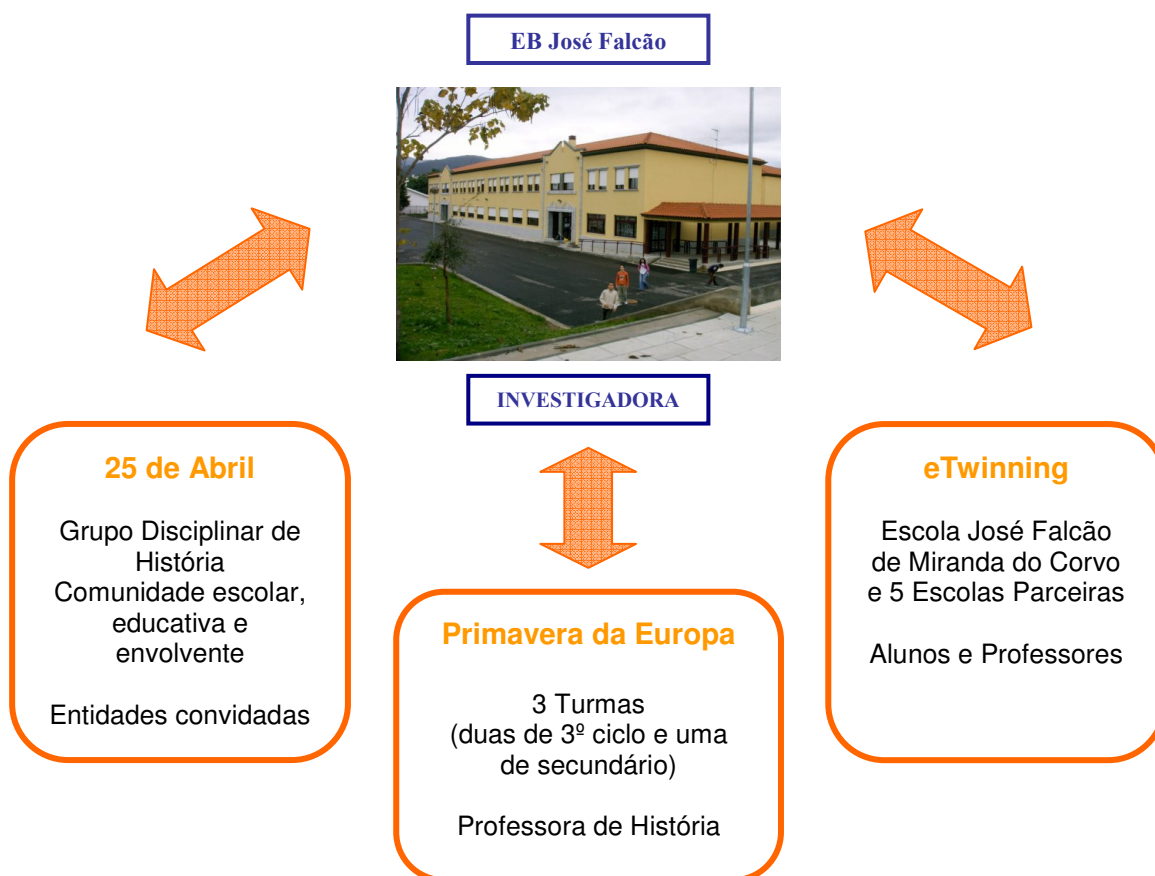 EB José Falcão
INVESTIGADORA
25 de Abril
Grupo Disciplinar de
História
Comunidade escolar,
educativa e
envolvente
Entidades convidadas
Primavera da Europa
3 Turmas
(duas de 3º ciclo e uma
de secundário)
Professora de História
eTwinning
Escola José Falcão
de Miranda do Corvo
e 5 Escolas Parceiras
Alunos e Professores